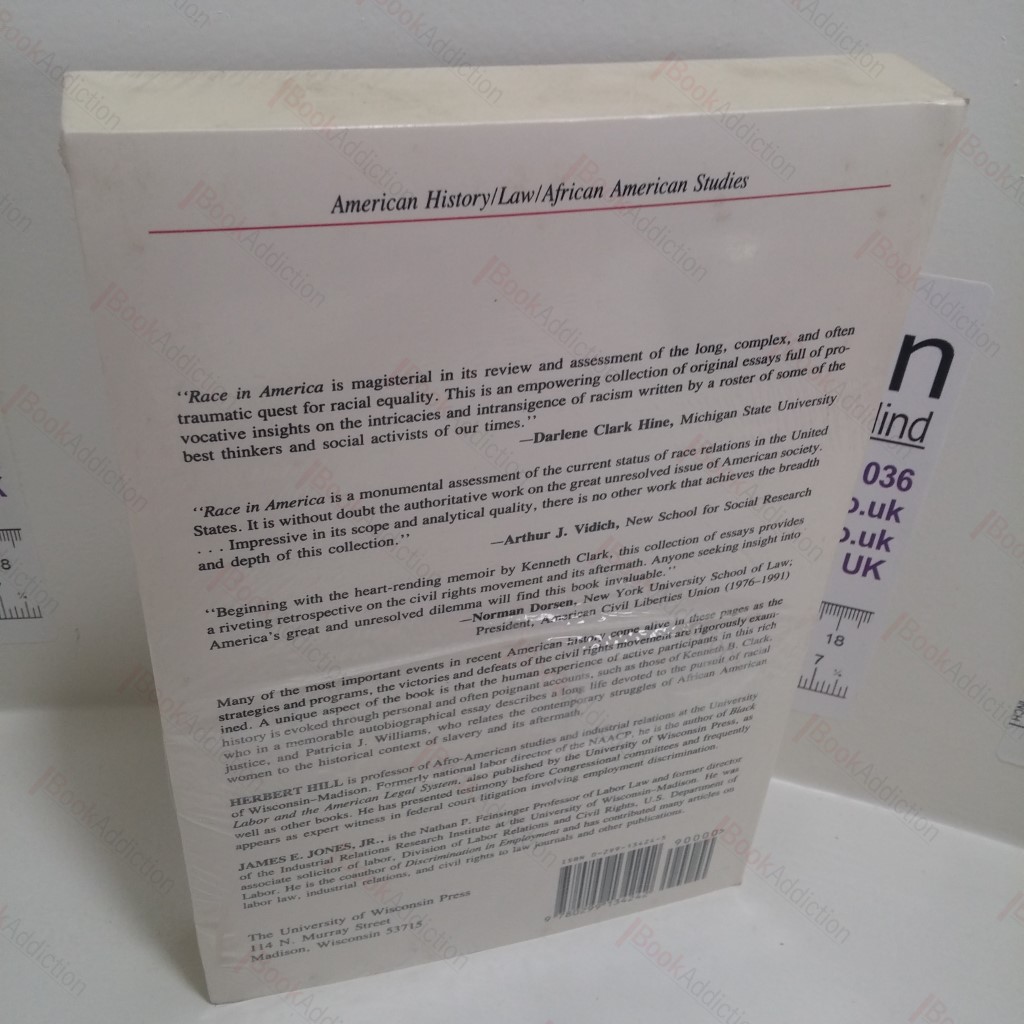 American History/Law/African American Studies
"Race in America is magisterial in its review and assessment of the long, complex, and often
traumatic quest for racial equality. This is an empowering collection of original essays full of pro-
vocative insights on the intricacies and intransigence of racism written by a roster of some of the
best thinkers and social activists of our times."
—Darlene Clark Hine, Michigan State University
"Race in America is a monumental assessment of the current status of race relations in the United
States. It is without doubt the authoritative work on the great unresolved issue of American society.
. . . Impressive in its scope and analytical quality, there is no other work that achieves the breadth
and depth of this collection."
—Arthur J. Vidich, New School for Social Research
"Beginning with the heart-rending memoir by Kenneth Clark, this collection of essays provides
a riveting retrospective on the civil rights movement and its aftermath. Anyone seeking insight into
America's great and unresolved dilemma will find this book invaluable."
—Norman Dorsen, New York University School of Law;
President, American Civil Liberties Union (1976–1991)
Many of the most important events in recent American history come alive in these pages as the
strategies and programs, the victories and defeats of the civil rights movement are rigorously exam-
ined. A unique aspect of the book is that the human experience of active participants in this rich
history is evoked through personal and often poignant accounts, such as those of Kenneth B. Clark,
who in a memorable autobiographical essay describes a long life devoted to the pursuit of racial
justice, and Patricia J. Williams, who relates the contemporary struggles of African American
women to the historical context of slavery and its aftermath.
HERBERT HILL is professor of Afro-American studies and industrial relations at the University
of Wisconsin–Madison. Formerly national labor director of the NAACP, he is the author of Black
Labor and the American Legal System, also published by the University of Wisconsin Press, as
well as other books. He has presented testimony before Congressional committees and frequently
appears as expert witness in federal court litigation involving employment discrimination.
JAMES E. JONES, JR., is the Nathan P. Feinsinger Professor of Labor Law and former director
of the Industrial Relations Research Institute at the University of Wisconsin–Madison. He was
associate solicitor of labor, Division of Labor Relations and Civil Rights, U.S. Department of
Labor. He is the coauthor of Discrimination in Employment and has contributed many articles on
labor law, industrial relations, and civil rights to law journals and other publications.
The University of Wisconsin Press
114 N. Murray Street
Madison, Wisconsin 53715
90000
n
lind
036
o.uk
o.uk
UK
18
7
8
BookAddiction